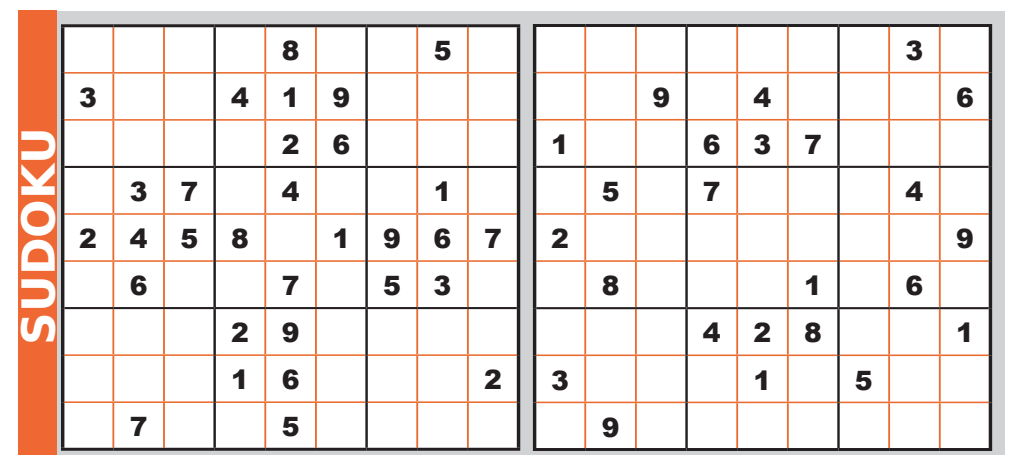 SUDOKU
8 5
3 4 1 9
2 6
3 7 4 1
2 4 5 8 1 9 6 7
6 7 5 3
2 9
1 6 2
7 5
3
9 4 6
1 6 3 7
5 7 4
2 9
8 1 6
4 2 8 1
3 1 5
9